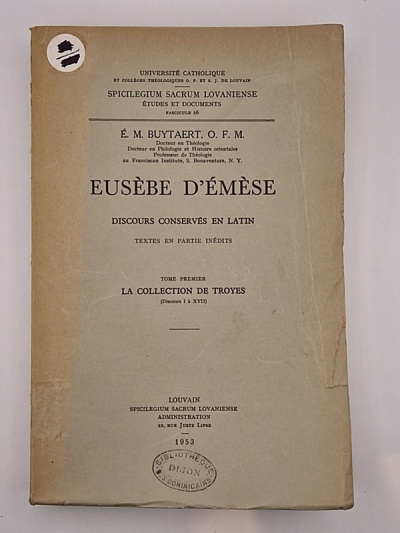 UNIVERSITÉ CATHOLIQUE
ET COLLÈGES THÉOLOGIQUES O. P. ET S. J. DE LOUVAIN
SPICILEGIUM SACRUM LOVANIENSE
ÉTUDES ET DOCUMENTS
FASCICULE 26
É. M. BUYTAERT, O. F. M.
Docteur en Théologie
Docteur en Philologie et Histoire orientales
Professeur de Théologie
au Franciscan Institute, S. Bonaventure, N. Y.
EUSÈBE D'ÉMÈSE
DISCOURS CONSERVÉS EN LATIN
TEXTES EN PARTIE INÉDITS
TOME PREMIER
LA COLLECTION DE TROYES
(Discours I à XVII)
LOUVAIN
SPICILEGIUM SACRUM LOVANIENSE
ADMINISTRATION
22, RUE JUSTE LIPSE
1953
BIBLIOTHÈQUE
DIJON
DOMINICAINS